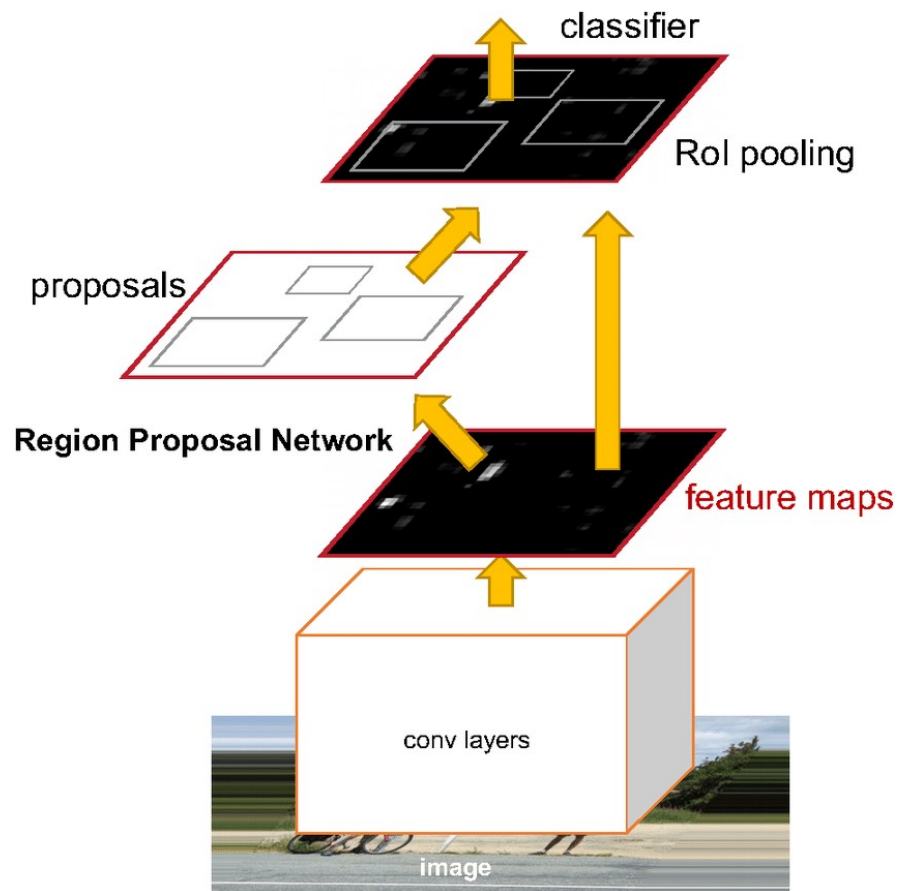 classifier
RoI pooling
proposals
Region Proposal Network
feature maps
conv layers
image